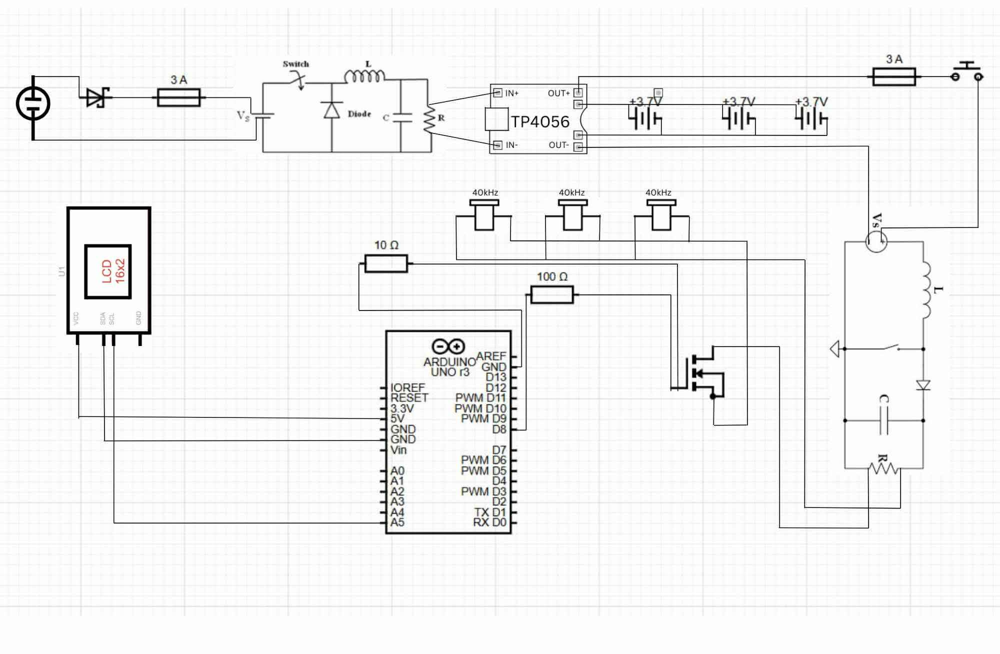 3 A
Switch
L
Vs
Diode
C
R
IN+
OUT+
TP4056
IN-
OUT-
+3.7V
+3.7V
+3.7V
3 A
40kHz
40kHz
40kHz
10 Ω
100 Ω
U1
LCD
16x2
VCC
SDA
SCL
GND
ARDUINO
UNO r3
AREF
GND
D13
D12
PWM D11
PWM D10
PWM D9
D8
D7
PWM D6
PWM D5
D4
PWM D3
D2
TX D1
RX D0
IOREF
RESET
3.3V
5V
GND
GND
Vin
A0
A1
A2
A3
A4
A5
Vs
L
C
R